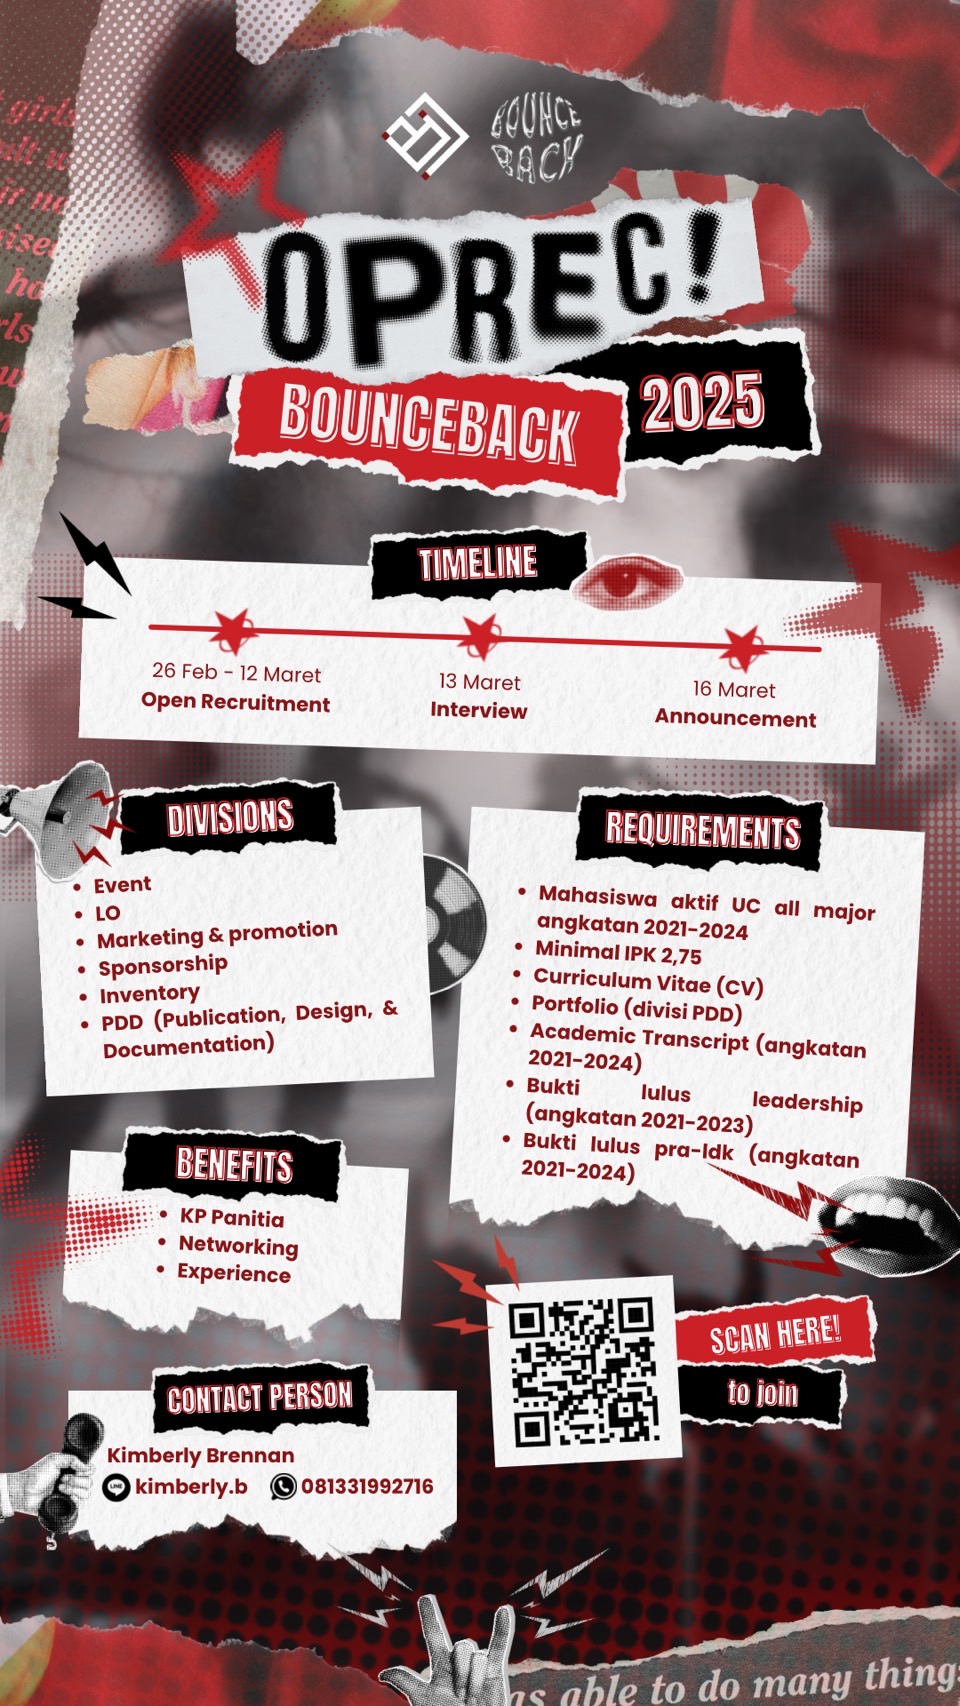 BOUNCE
BACK
OPREC!
BOUNCEBACK
2025
TIMELINE
26 Feb - 12 Maret
Open Recruitment
13 Maret
Interview
16 Maret
Announcement
DIVISIONS
• Event
• LO
• Marketing & promotion
• Sponsorship
• Inventory
• PDD (Publication, Design, &
Documentation)
REQUIREMENTS
• Mahasiswa aktif UC all major
angkatan 2021-2024
• Minimal IPK 2,75
• Curriculum Vitae (CV)
• Portfolio (divisi PDD)
• Academic Transcript (angkatan
2021-2024)
• Bukti lulus leadership
(angkatan 2021-2023)
• Bukti lulus pra-ldk (angkatan
2021-2024)
BENEFITS
• KP Panitia
• Networking
• Experience
SCAN HERE!
to join
CONTACT PERSON
Kimberly Brennan
LINE kimberly.b
081331992716
as able to do many things